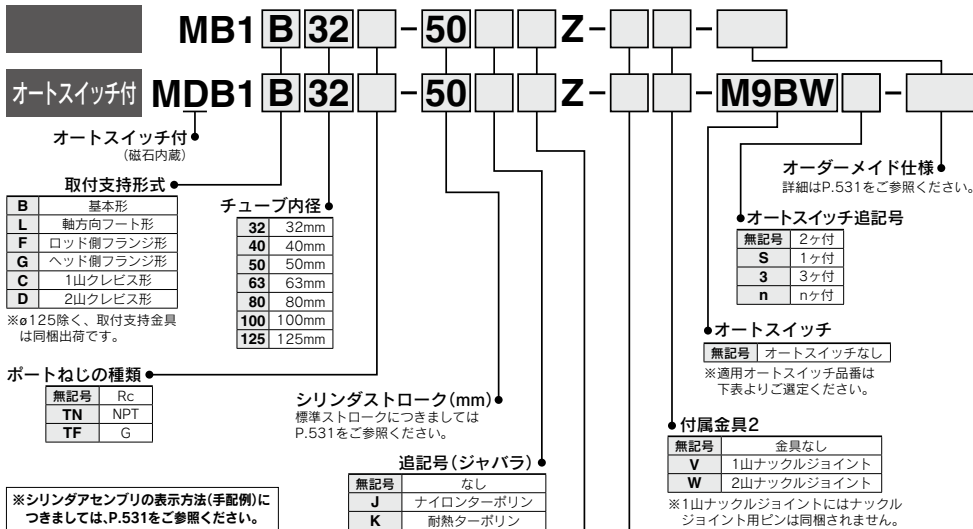 MB1 B 32 - 50 Z - -
オートスイッチ付 MDB1 B 32 - 50 Z - - M9BW -
オートスイッチ付
(磁石内蔵)
取付支持形式
B 基本形
L 軸方向フート形
F ロッド側フランジ形
G ヘッド側フランジ形
C 1山クレビス形
D 2山クレビス形
※ø125除く、取付支持金具
は同梱出荷です。
チューブ内径
32 32mm
40 40mm
50 50mm
63 63mm
80 80mm
100 100mm
125 125mm
ポートねじの種類
無記号 Rc
TN NPT
TF G
シリンダストローク(mm)
標準ストロークにつきましては
P.531をご参照ください。
追記号(ジャバラ)
無記号 なし
J ナイロンターポリン
K 耐熱ターポリン
※シリンダアセンブリの表示方法(手配例)に
つきましては、P.531をご参照ください。
オーダーメイド仕様
詳細はP.531をご参照ください。
オートスイッチ追記号
無記号 2ヶ付
S 1ヶ付
3 3ヶ付
n nヶ付
オートスイッチ
無記号 オートスイッチなし
※適用オートスイッチ品番は
下表よりご選定ください。
付属金具2
無記号 金具なし
V 1山ナックルジョイント
W 2山ナックルジョイント
※1山ナックルジョイントにはナックル
ジョイント用ピンは同梱されません。